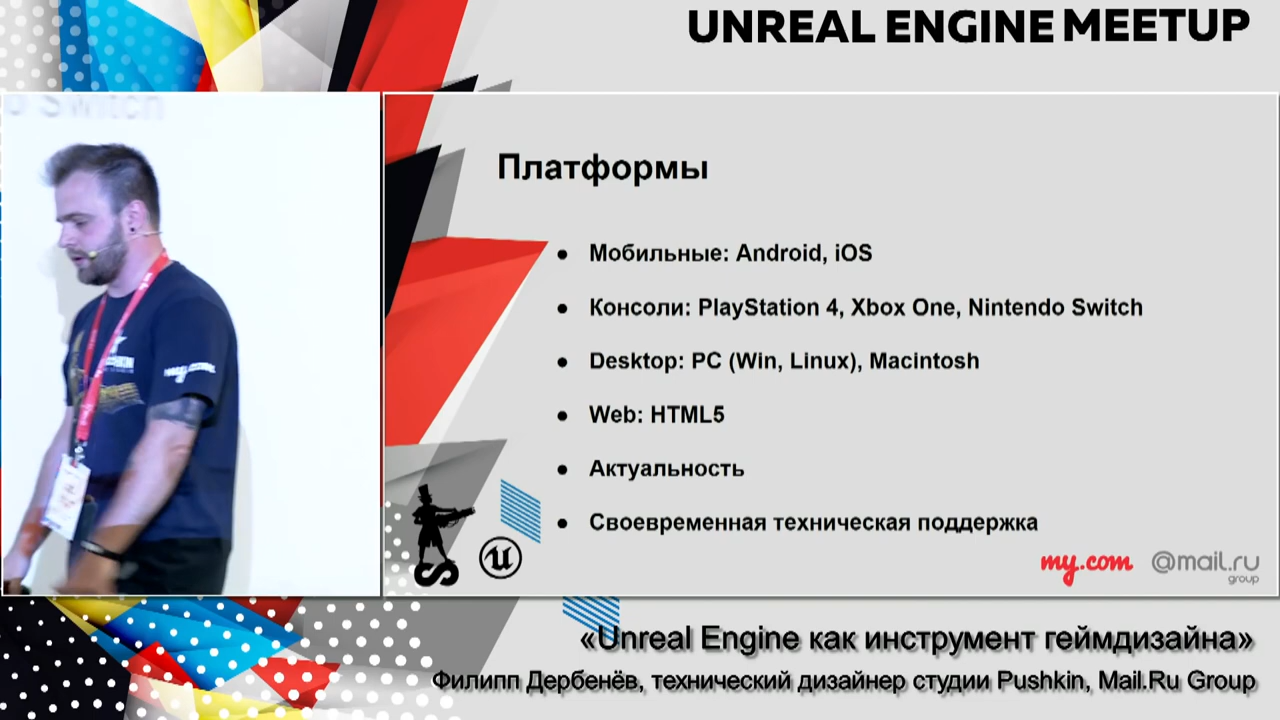 UNREAL ENGINE MEETUP
Switch
Платформы
● Мобильные: Android, iOS
● Консоли: PlayStation 4, Xbox One, Nintendo Switch
● Desktop: PC (Win, Linux), Macintosh
● Web: HTML5
● Актуальность
● Своевременная техническая поддержка
my.com @mail.ru
group
«Unreal Engine как инструмент геймдизайна»
Филипп Дербенёв, технический дизайнер студии Pushkin, Mail.Ru Group